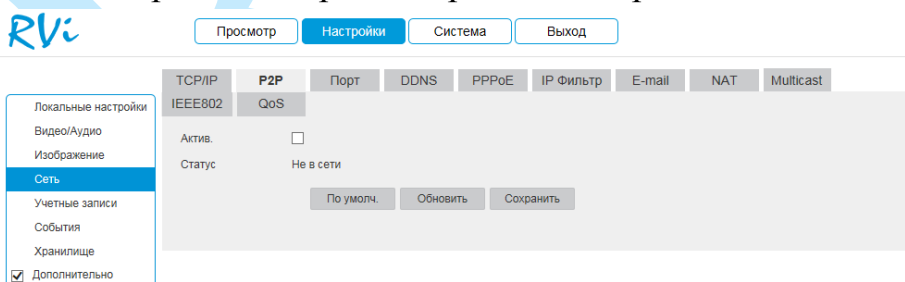 RVi
Просмотр Настройки Система Выход
TCP/IP P2P Порт DDNS PPPoE IP Фильтр E-mail NAT Multicast
IEEE802 QoS
Локальные настройки
Видео/Аудио
Изображение
Сеть
Учетные записи
События
Хранилище
Дополнительно
Актив.
Статус Не в сети
По умолч. Обновить Сохранить